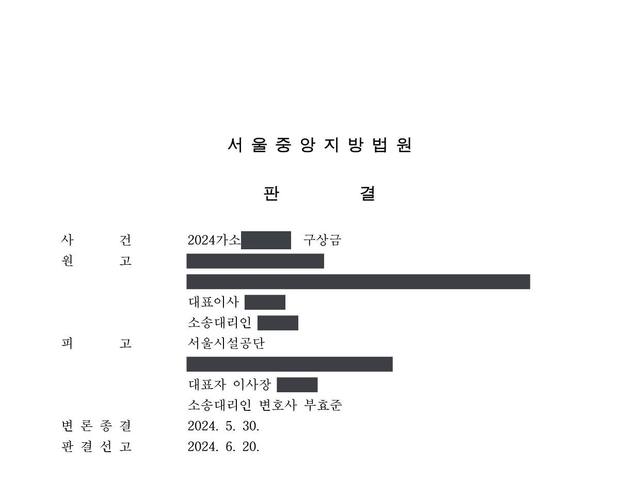 서울중앙지방법원
판 결
사 건 2024가소 구상금
원 고
대표이사
소송대리인
피 고 서울시설공단
대표자 이사장
소송대리인 변호사 부효준
변론종결 2024. 5. 30.
판결선고 2024. 6. 20.